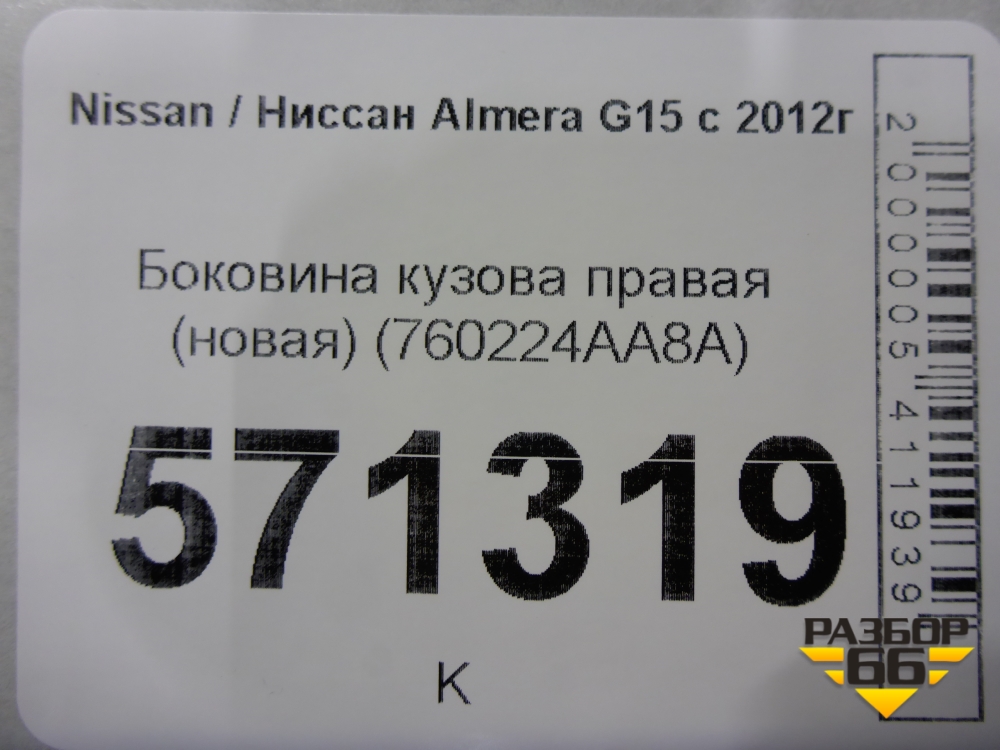 Nissan / Ниссан Almera G15 с 2012г
Боковина кузова правая
(новая) (760224AA8A)
571319
К
2000005411939
РАЗБОР
66